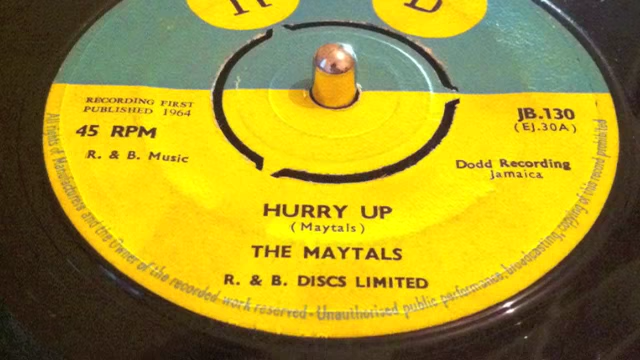 RECORDING FIRST
PUBLISHED 1964
45 RPM
R. & B. Music
JB.130
(EJ.30A)
Dodd Recording
Jamaica
HURRY UP
(Maytals)
THE MAYTALS
R. & B. DISCS LIMITED
All rights of Manufacturers and the Owner of the recorded work reserved - Unauthorised public performance, broadcasting, copying of this record prohibited